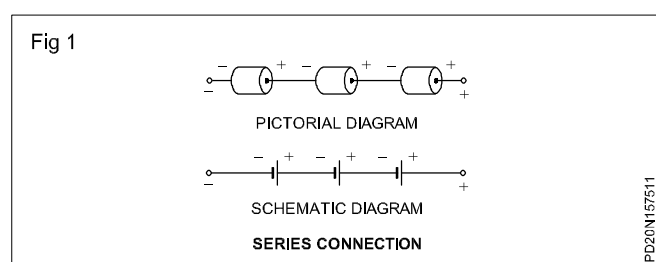 Fig 1
– + – + – +
– +
PICTORIAL DIAGRAM
– + – + – +
– +
SCHEMATIC DIAGRAM
SERIES CONNECTION
PD20N157511